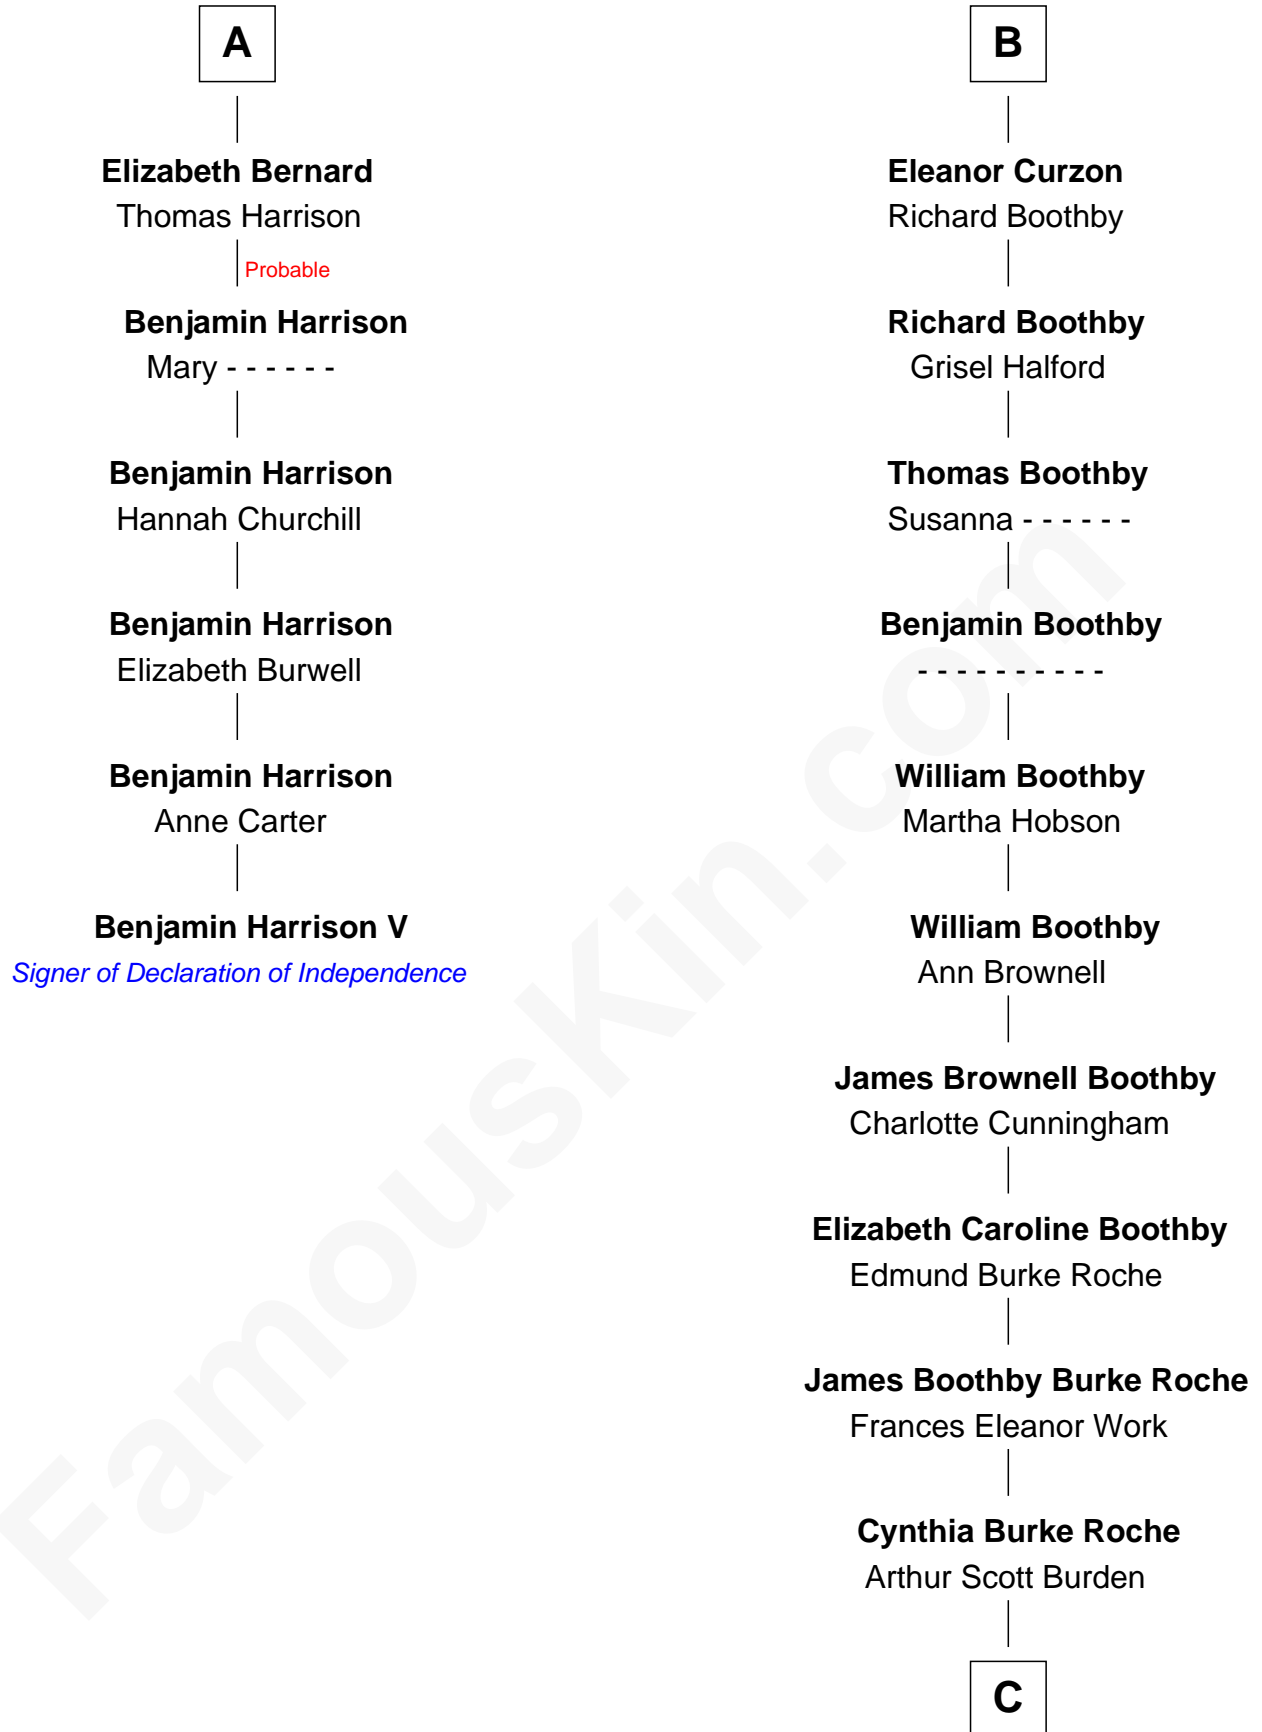 A
Elizabeth Bernard
Thomas Harrison
Probable
Benjamin Harrison
Mary - - - - - -
Benjamin Harrison
Hannah Churchill
Benjamin Harrison
Elizabeth Burwell
Benjamin Harrison
Anne Carter
Benjamin Harrison V
Signer of Declaration of Independence
B
Eleanor Curzon
Richard Boothby
Richard Boothby
Grisel Halford
Thomas Boothby
Susanna - - - - - -
Benjamin Boothby
- - - - - - - - - -
William Boothby
Martha Hobson
William Boothby
Ann Brownell
James Brownell Boothby
Charlotte Cunningham
Elizabeth Caroline Boothby
Edmund Burke Roche
James Boothby Burke Roche
Frances Eleanor Work
Cynthia Burke Roche
Arthur Scott Burden
C
FamousKin.com